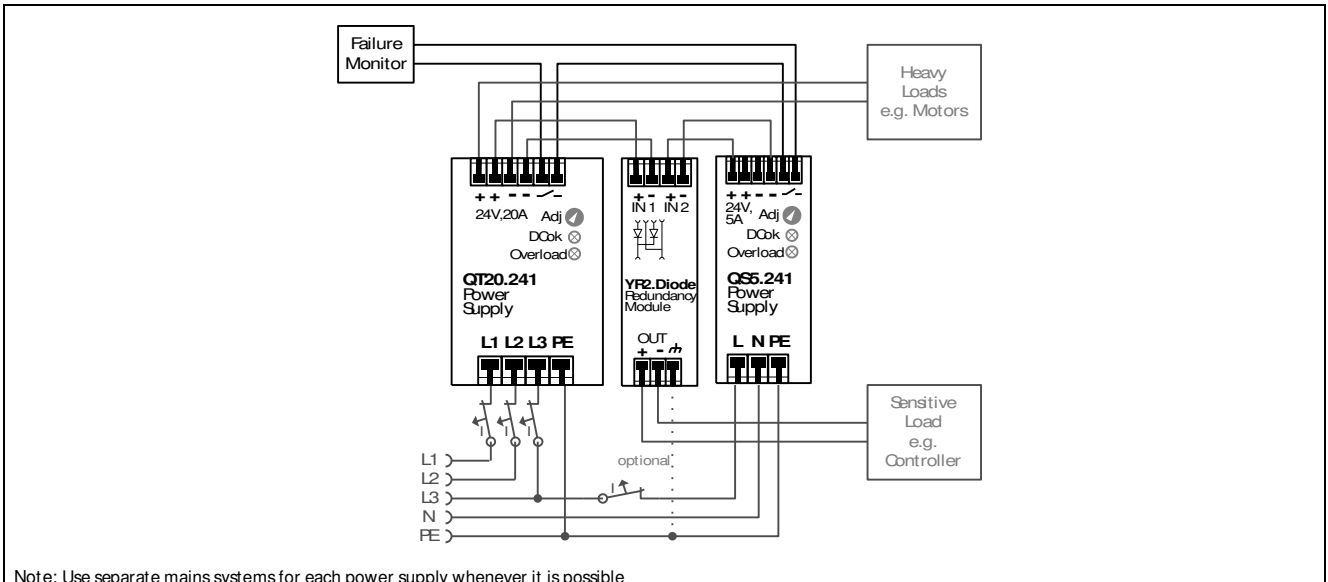 Failure
Monitor
Heavy
Loads
e.g. Motors
+ + - -
24V,20A Adj
DCok
Overload
QT20.241
Power
Supply
L1 L2 L3 PE
+ - + -
IN 1 IN 2
YR2.Diode
Redundancy
Module
OUT
+ -
+ + - -
24V,
5A Adj
DCok
Overload
QS5.241
Power
Supply
L N PE
Sensitive
Load
e.g.
Controller
I I I
optional
I
L1
L2
L3
N
PE
Note: Use separate mains systems for each power supply whenever it is possible